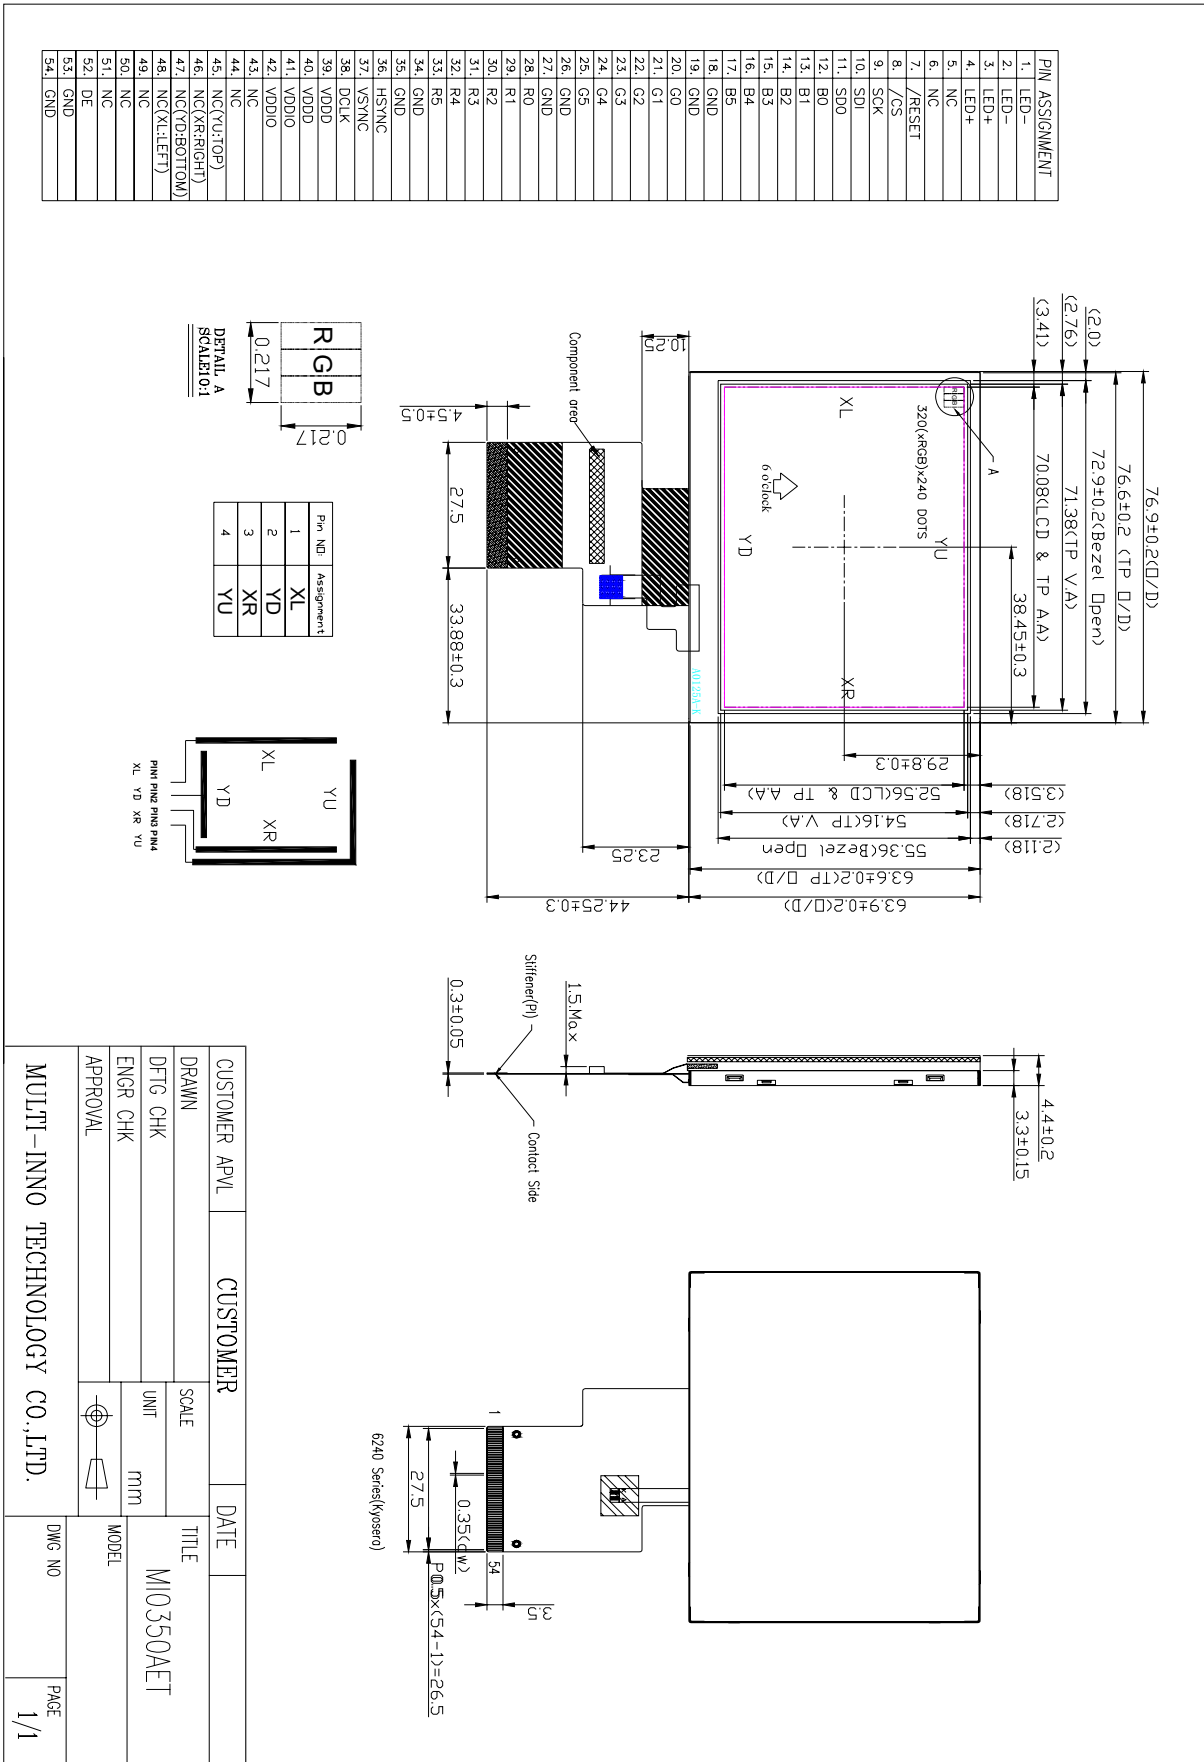 PIN ASSIGNMENT
1. LED-
2. LED-
3. LED+
4. LED+
5. NC
6. NC
7. /RESET
8. /CS
9. SCK
10. SDI
11. SDO
12. B0
13. B1
14. B2
15. B3
16. B4
17. B5
18. GND
19. GND
20. G0
21. G1
22. G2
23. G3
24. G4
25. G5
26. GND
27. GND
28. R0
29. R1
30. R2
31. R3
32. R4
33. R5
34. GND
35. GND
36. HSYNC
37. VSYNC
38. DCLK
39. VDDD
40. VDDD
41. VDDIO
42. VDDIO
43. NC
44. NC
45. NC(YU:TOP)
46. NC(XR:RIGHT)
47. NC(YD:BOTTOM)
48. NC(XL:LEFT)
49. NC
50. NC
51. NC
52. DE
53. GND
54. GND
76.9±0.2(O/D)
76.6±0.2 (TP O/D)
(2.0)
72.9±0.2(Bezel Open)
(2.76)
71.38(TP V.A)
(3.41)
70.08(LCD & TP A.A)
38.45±0.3
A
RGB
320(xRGB)x240 DOTS
YU
XL
XR
6 o'clock
YD
A0125A-K
29.8±0.3
(3.518)
52.56(LCD & TP A.A)
(2.718)
54.16(TP V.A)
(2.118)
55.36(Bezel Open
63.6±0.2(TP O/D)
63.9±0.2(O/D)
23.25
44.25±0.3
10.25
Component area
4.5±0.5
27.5
33.88±0.3
R G B
0.217
0.217
DETAIL A
SCALE10:1
Pin NO. Assignment
1 XL
2 YD
3 XR
4 YU
YU
XL
XR
YD
PIN1 PIN2 PIN3 PIN4
XL YD XR YU
4.4±0.2
3.3±0.15
1.5.Max
Stiffener(PI)
Contact Side
0.3±0.05
1
54
3.5
0.35(cw)
27.5
P0.5x(54-1)=26.5
6240 Series(Kyosera)
CUSTOMER APVL
CUSTOMER
DATE
DRAWN
DFTG CHK
ENGR CHK
APPROVAL
SCALE
UNIT
mm
TITLE
MI0350AET
MODEL
MULTI-INNO TECHNOLOGY CO.,LTD.
DWG NO
PAGE
1/1